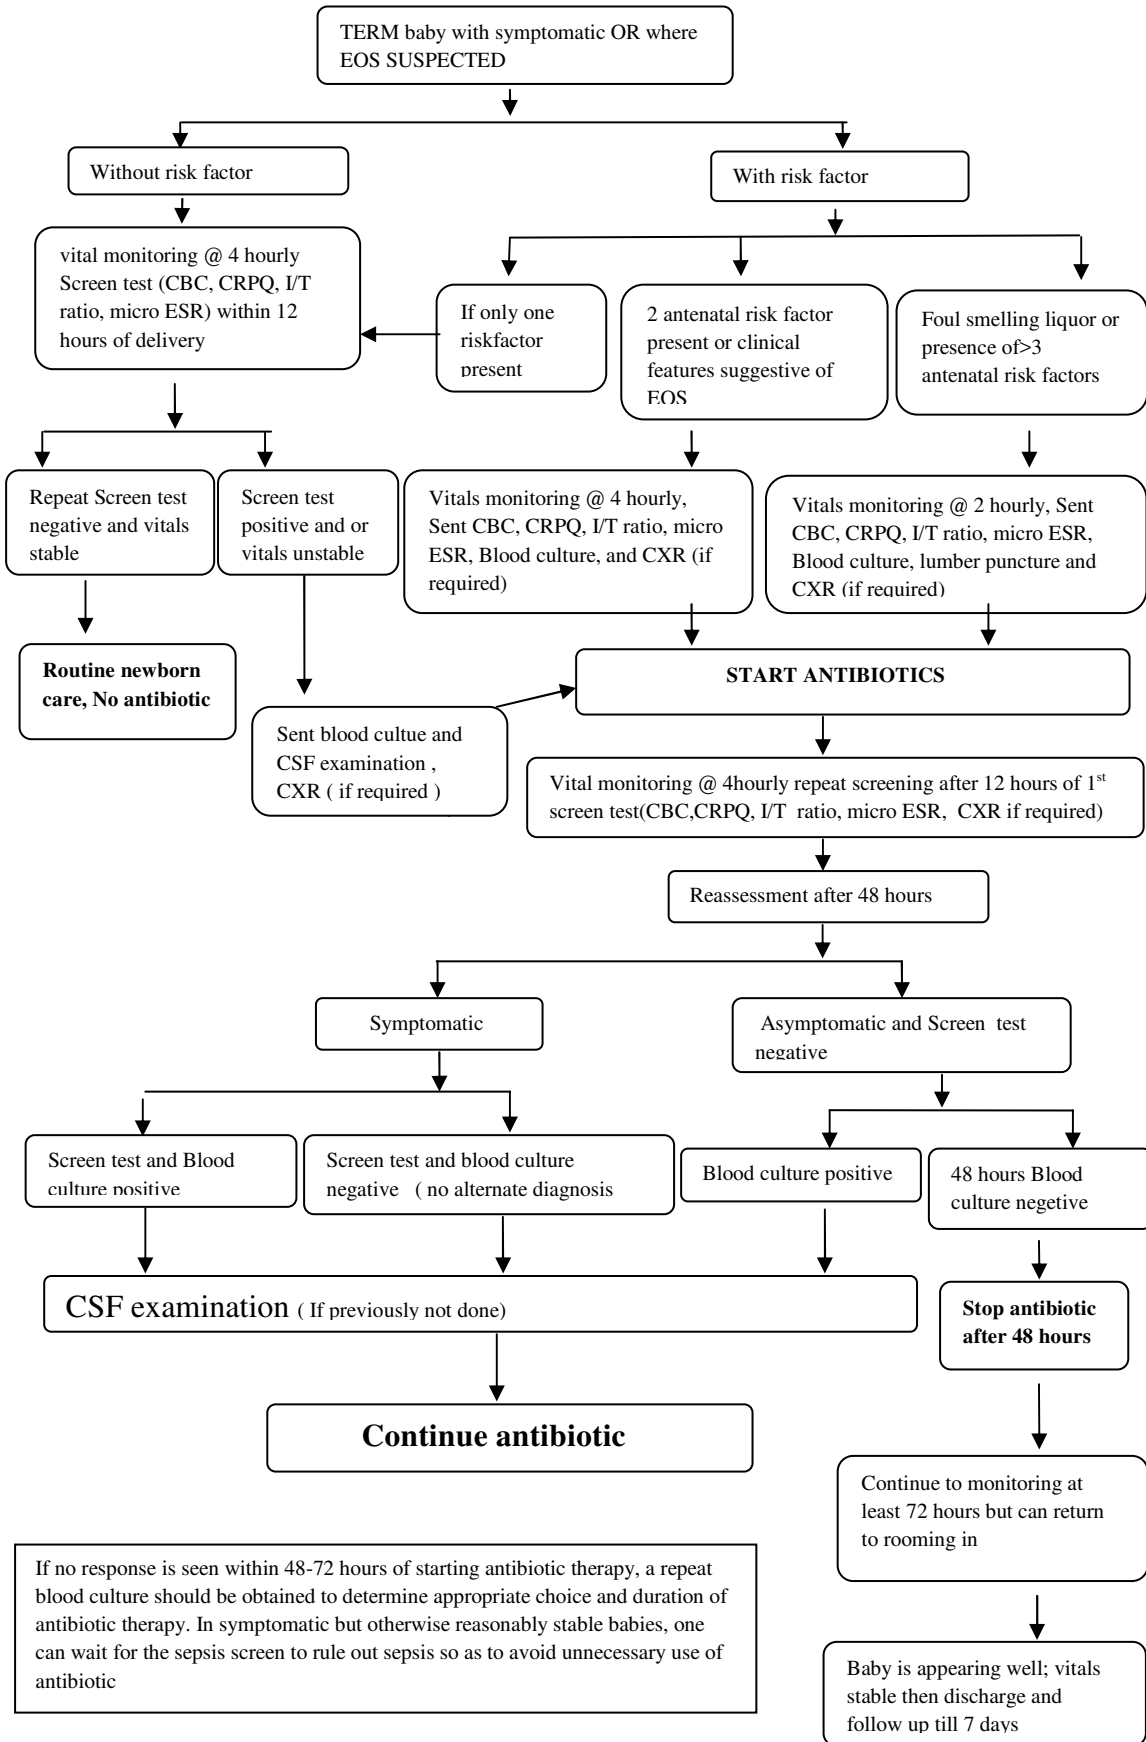 TERM baby with symptomatic OR where
EOS SUSPECTED
Without risk factor
With risk factor
vital monitoring @ 4 hourly
Screen test (CBC, CRPQ, I/T
ratio, micro ESR) within 12
hours of delivery
If only one
riskfactor
present
2 antenatal risk factor
present or clinical
features suggestive of
EOS
Foul smelling liquor or
presence of>3
antenatal risk factors
Repeat Screen test
negative and vitals
stable
Screen test
positive and or
vitals unstable
Vitals monitoring @ 4 hourly,
Sent CBC, CRPQ, I/T ratio, micro
ESR, Blood culture, and CXR (if
required)
Vitals monitoring @ 2 hourly, Sent
CBC, CRPQ, I/T ratio, micro ESR,
Blood culture, lumber puncture and
CXR (if required)
Routine newborn
care, No antibiotic
START ANTIBIOTICS
Sent blood cultue and
CSF examination ,
CXR ( if required )
Vital monitoring @ 4hourly repeat screening after 12 hours of 1st
screen test(CBC,CRPQ, I/T ratio, micro ESR, CXR if required)
Reassessment after 48 hours
Symptomatic
Asymptomatic and Screen test
negative
Screen test and Blood
culture positive
Screen test and blood culture
negative ( no alternate diagnosis
Blood culture positive
48 hours Blood
culture negetive
CSF examination ( If previously not done)
Stop antibiotic
after 48 hours
Continue antibiotic
Continue to monitoring at
least 72 hours but can return
to rooming in
If no response is seen within 48-72 hours of starting antibiotic therapy, a repeat
blood culture should be obtained to determine appropriate choice and duration of
antibiotic therapy. In symptomatic but otherwise reasonably stable babies, one
can wait for the sepsis screen to rule out sepsis so as to avoid unnecessary use of
antibiotic
Baby is appearing well; vitals
stable then discharge and
follow up till 7 days